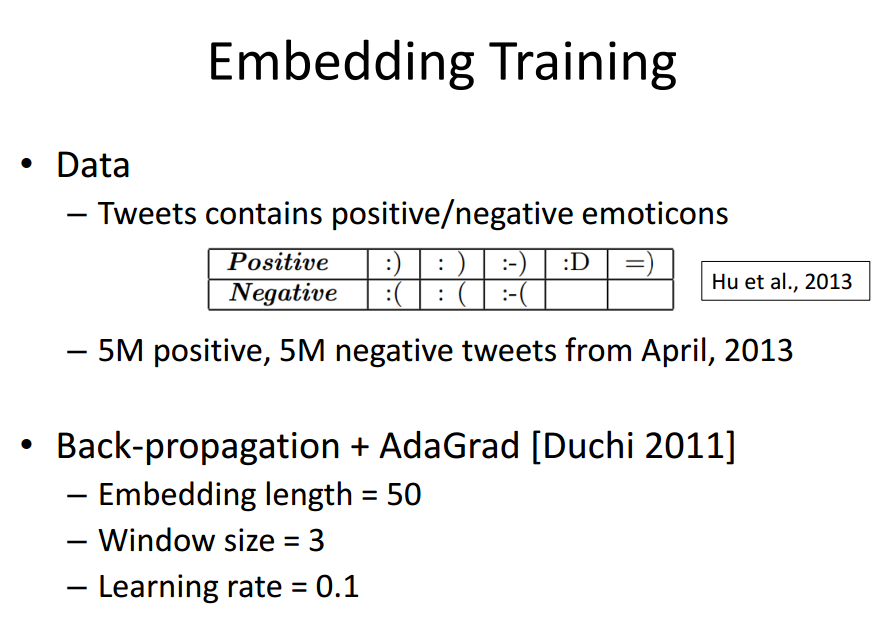 Embedding Training
• Data
– Tweets contains positive/negative emoticons
Positive :) : ) :-) :D =)
Negative :( : ( :-(
Hu et al., 2013
– 5M positive, 5M negative tweets from April, 2013
• Back-propagation + AdaGrad [Duchi 2011]
– Embedding length = 50
– Window size = 3
– Learning rate = 0.1